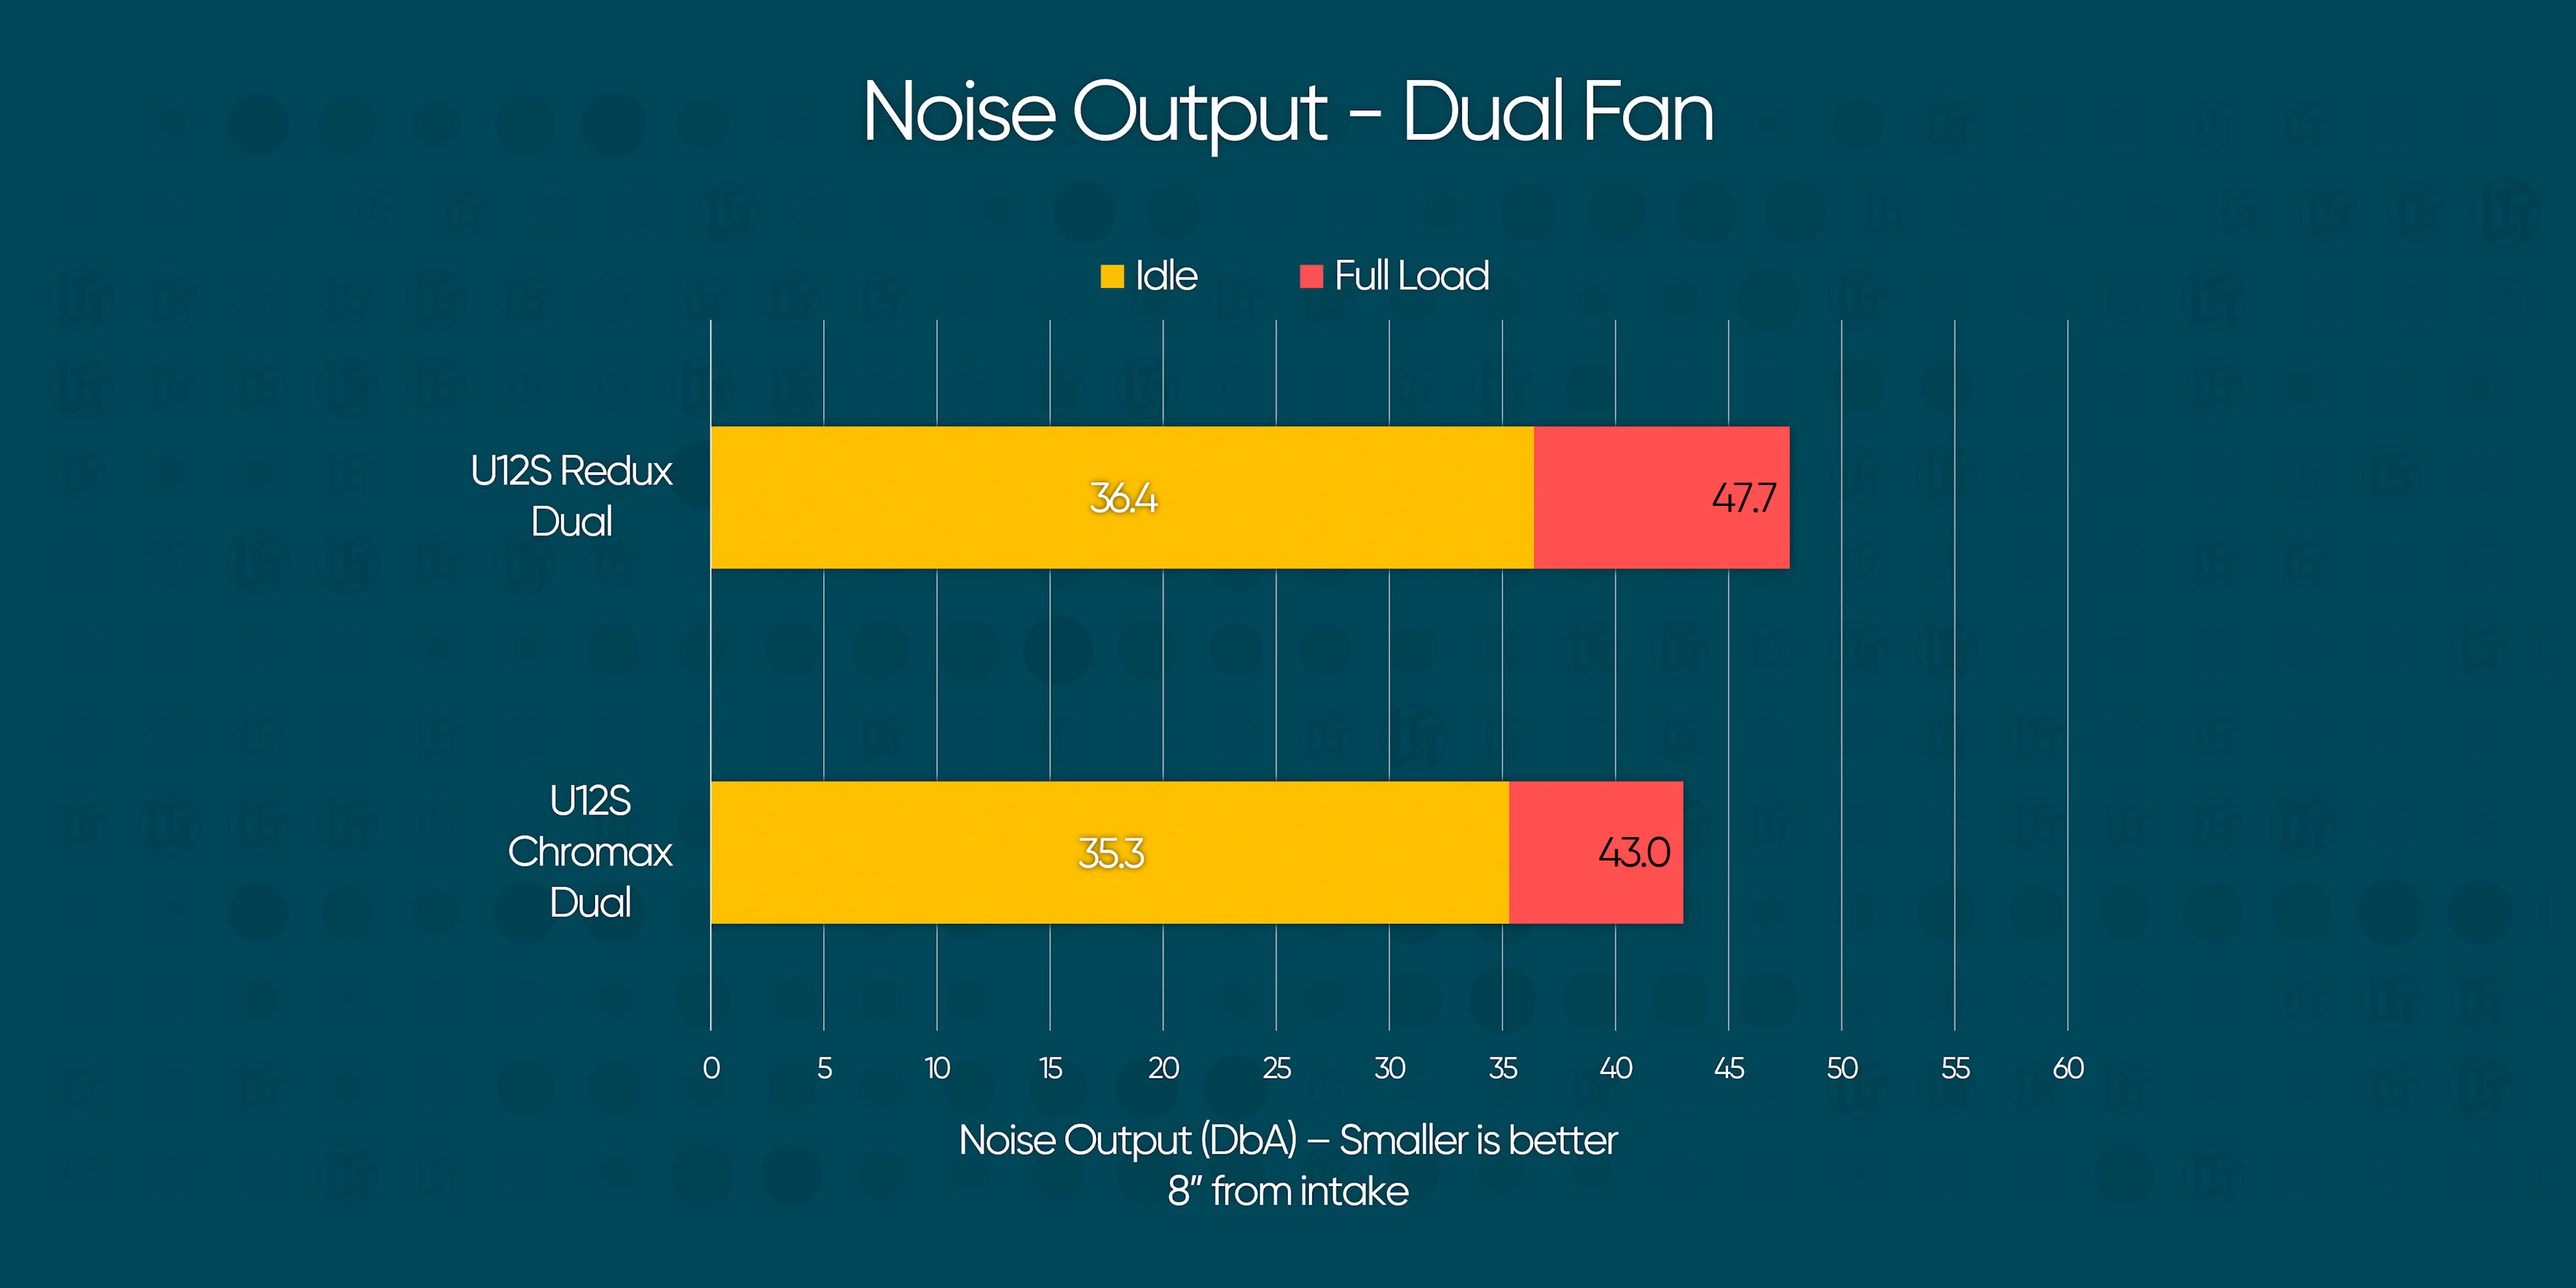 Noise Output - Dual Fan
Idle
Full Load
U12S Redux
Dual
36.4
47.7
U12S
Chromax
Dual
35.3
43.0
0 5 10 15 20 25 30 35 40 45 50 55 60
Noise Output (DbA) – Smaller is better
8” from intake